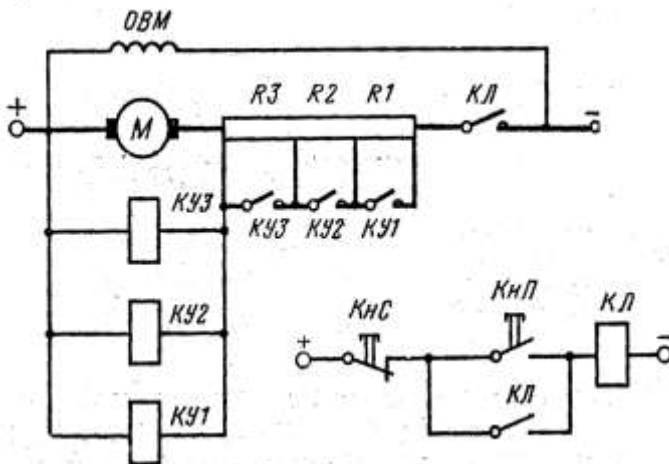 ОВМ
R3 R2 R1 КЛ
+ М −
КУ3
КУ3 КУ2 КУ1
КУ2
КнС КнП КЛ
+ −
КУ1
КЛ